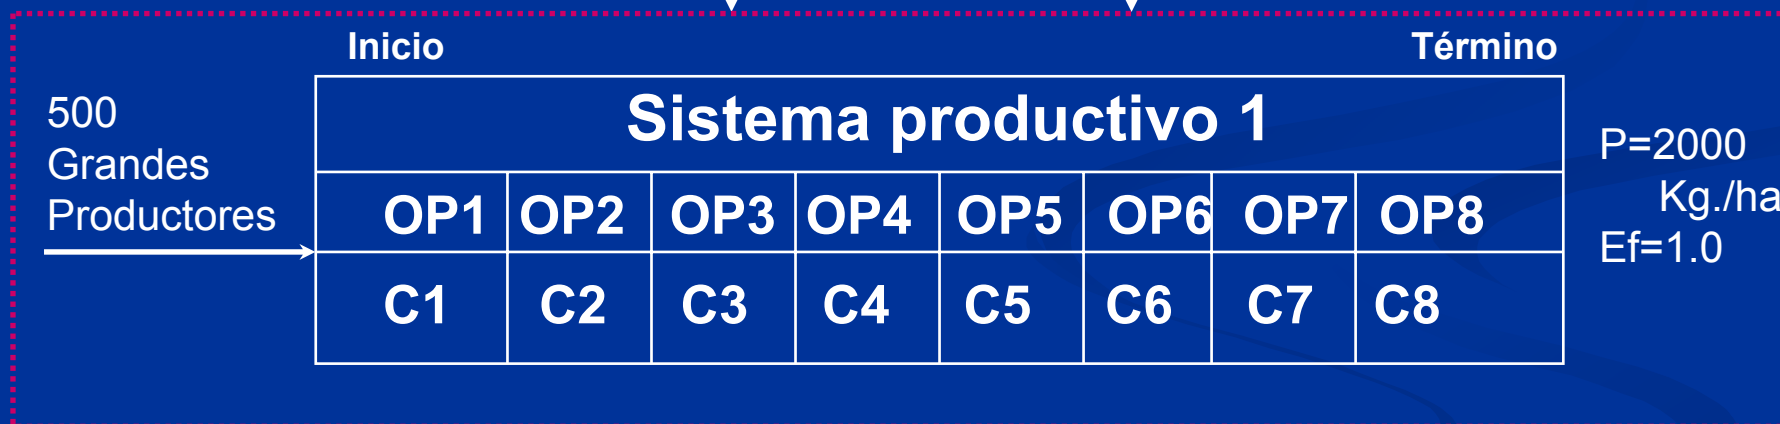 Inicio Término
500
Grandes
Productores
Sistema productivo 1
OP1 OP2 OP3 OP4 OP5 OP6 OP7 OP8
C1 C2 C3 C4 C5 C6 C7 C8
P=2000
Kg./ha
Ef=1.0